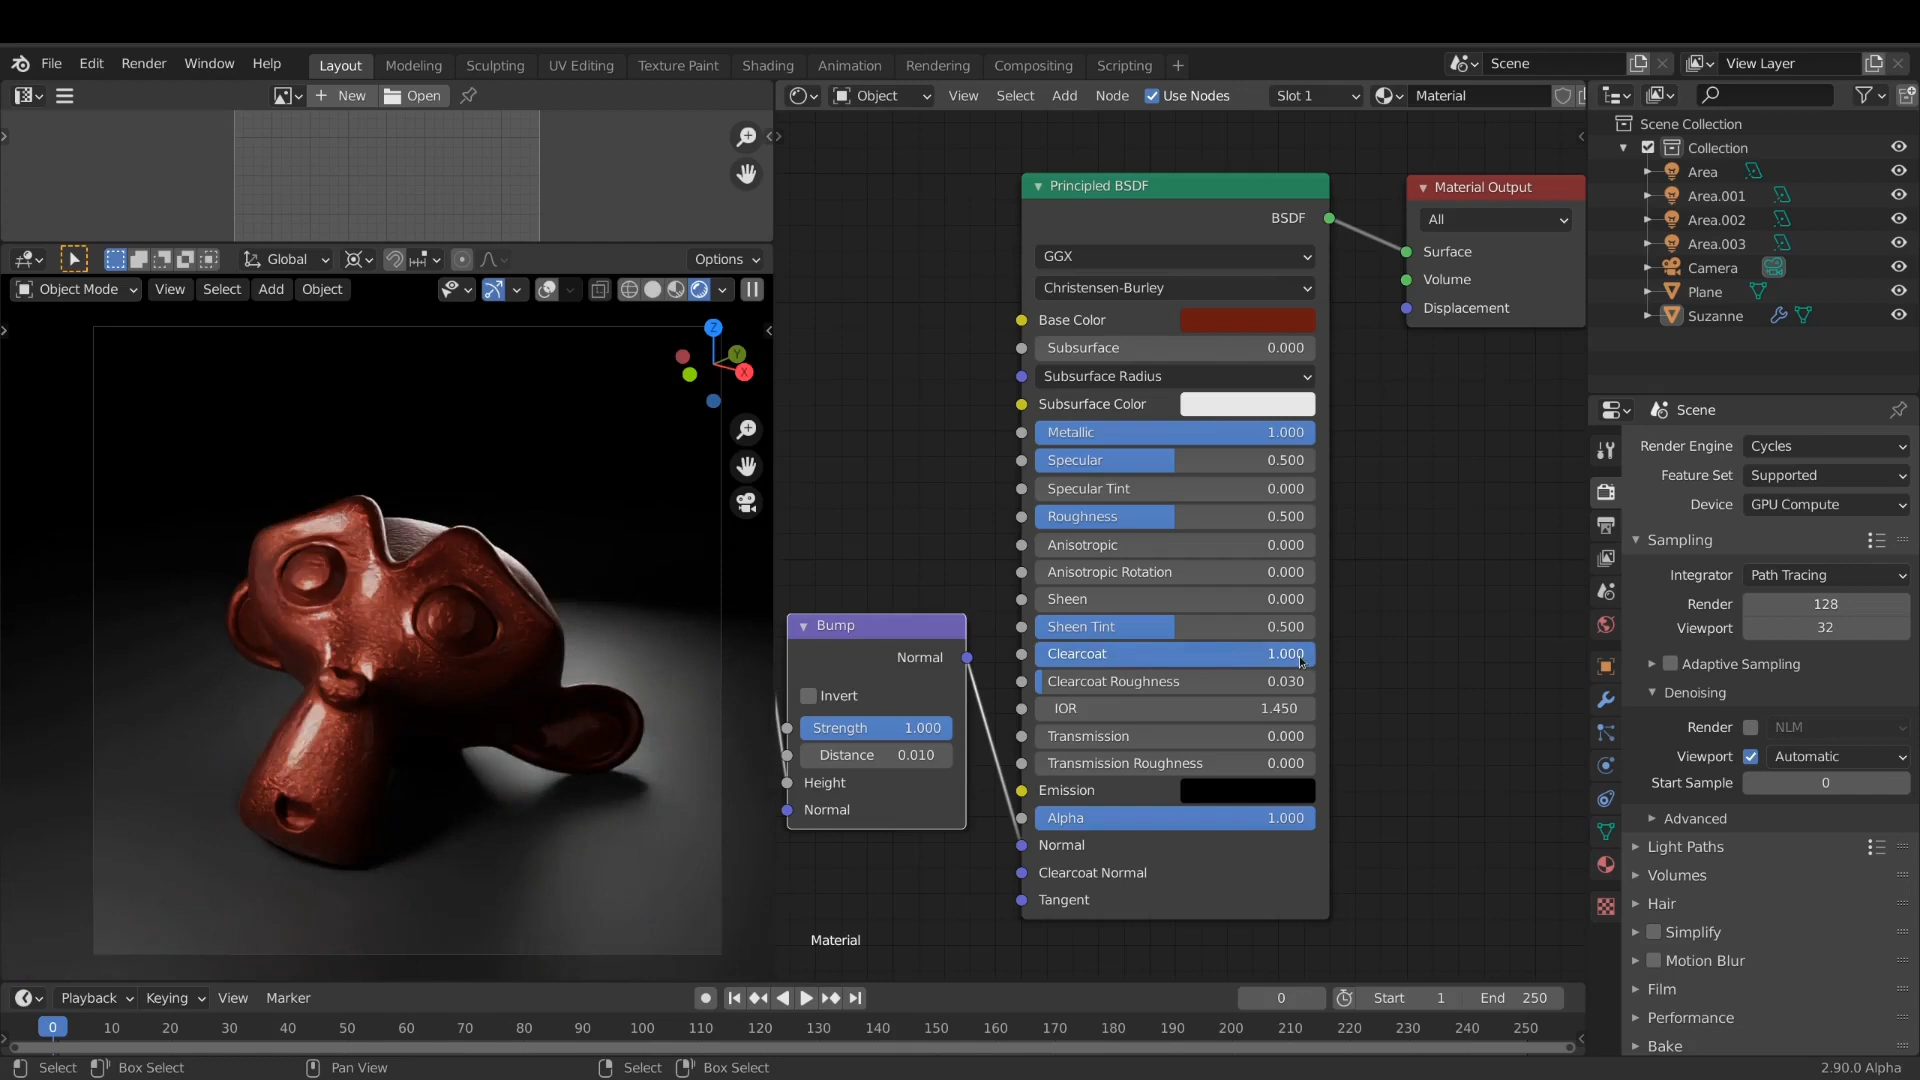 File Edit Render Window Help Layout Modeling Sculpting UV Editing Texture Paint Shading Animation Rendering Compositing Scripting + Scene View Layer
New Open Object View Select Add Node Use Nodes Slot 1 Material
Global Options
Object Mode View Select Add Object
Z
Y
X
Principled BSDF
BSDF
GGX
Christensen-Burley
Base Color
Subsurface 0.000
Subsurface Radius
Subsurface Color
Metallic 1.000
Specular 0.500
Specular Tint 0.000
Roughness 0.500
Anisotropic 0.000
Anisotropic Rotation 0.000
Sheen 0.000
Sheen Tint 0.500
Clearcoat 1.000
Clearcoat Roughness 0.030
IOR 1.450
Transmission 0.000
Transmission Roughness 0.000
Emission
Alpha 1.000
Normal
Clearcoat Normal
Tangent
Material Output
All
Surface
Volume
Displacement
Bump
Normal
Invert
Strength 1.000
Distance 0.010
Height
Normal
Material
Scene Collection
Collection
Area
Area.001
Area.002
Area.003
Camera
Plane
Suzanne
Scene
Render Engine Cycles
Feature Set Supported
Device GPU Compute
Sampling
Integrator Path Tracing
Render 128
Viewport 32
Adaptive Sampling
Denoising
Render NLM
Viewport Automatic
Start Sample 0
Advanced
Light Paths
Volumes
Hair
Simplify
Motion Blur
Film
Performance
Bake
Playback Keying View Marker 0 Start 1 End 250
0 10 20 30 40 50 60 70 80 90 100 110 120 130 140 150 160 170 180 190 200 210 220 230 240 250
Select Box Select Pan View Select Box Select 2.90.0 Alpha